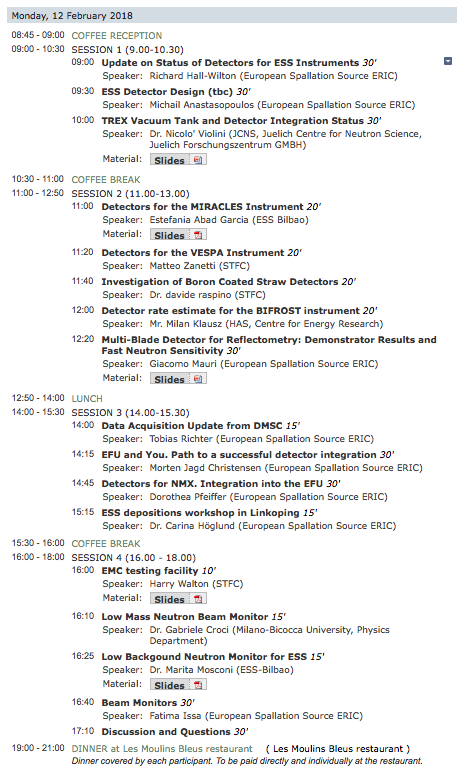 Monday, 12 February 2018
08:45 - 09:00 COFFEE RECEPTION
09:00 - 10:30 SESSION 1 (9.00-10.30)
09:00 Update on Status of Detectors for ESS Instruments 30'
Speaker: Richard Hall-Wilton (European Spallation Source ERIC)
09:30 ESS Detector Design (tbc) 30'
Speaker: Michail Anastasopoulos (European Spallation Source ERIC)
10:00 TREX Vacuum Tank and Detector Integration Status 30'
Speaker: Dr. Nicolo' Violini (JCNS, Juelich Centre for Neutron Science,
Juelich Forschungszentrum GMBH)
Material: Slides
10:30 - 11:00 COFFEE BREAK
11:00 - 12:50 SESSION 2 (11.00-13.00)
11:00 Detectors for the MIRACLES Instrument 20'
Speaker: Estefania Abad Garcia (ESS Bilbao)
Material: Slides
11:20 Detectors for the VESPA Instrument 20'
Speaker: Matteo Zanetti (STFC)
11:40 Investigation of Boron Coated Straw Detectors 20'
Speaker: Dr. davide raspino (STFC)
12:00 Detector rate estimate for the BIFROST instrument 20'
Speaker: Mr. Milan Klausz (HAS, Centre for Energy Research)
12:20 Multi-Blade Detector for Reflectometry: Demonstrator Results and
Fast Neutron Sensitivity 30'
Speaker: Giacomo Mauri (European Spallation Source ERIC)
Material: Slides
12:50 - 14:00 LUNCH
14:00 - 15:30 SESSION 3 (14.00-15.30)
14:00 Data Acquisition Update from DMSC 15'
Speaker: Tobias Richter (European Spallation Source ERIC)
14:15 EFU and You. Path to a successful detector integration 30'
Speaker: Morten Jagd Christensen (European Spallation Source ERIC)
14:45 Detectors for NMX. Integration into the EFU 30'
Speaker: Dorothea Pfeiffer (European Spallation Source ERIC)
15:15 ESS depositions workshop in Linkoping 15'
Speaker: Dr. Carina Höglund (European Spallation Source ERIC)
15:30 - 16:00 COFFEE BREAK
16:00 - 18:00 SESSION 4 (16.00 - 18.00)
16:00 EMC testing facility 10'
Speaker: Harry Walton (STFC)
Material: Slides
16:10 Low Mass Neutron Beam Monitor 15'
Speaker: Dr. Gabriele Croci (Milano-Bicocca University, Physics
Department)
16:25 Low Backgound Neutron Monitor for ESS 15'
Speaker: Dr. Marita Mosconi (ESS-Bilbao)
Material: Slides
16:40 Beam Monitors 30'
Speaker: Fatima Issa (European Spallation Source ERIC)
17:10 Discussion and Questions 30'
19:00 - 21:00 DINNER at Les Moulins Bleus restaurant ( Les Moulins Bleus restaurant )
Dinner covered by each participant. To be paid directly and individually at the restaurant.